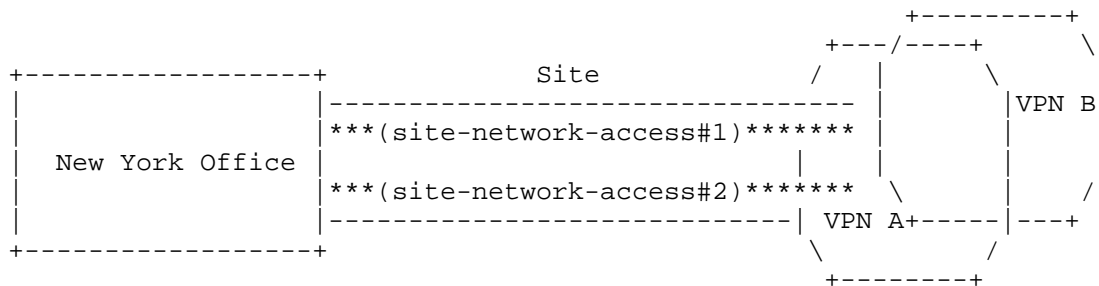 Site
VPN B
***(site-network-access#1)*******
New York Office
***(site-network-access#2)*******
VPN A